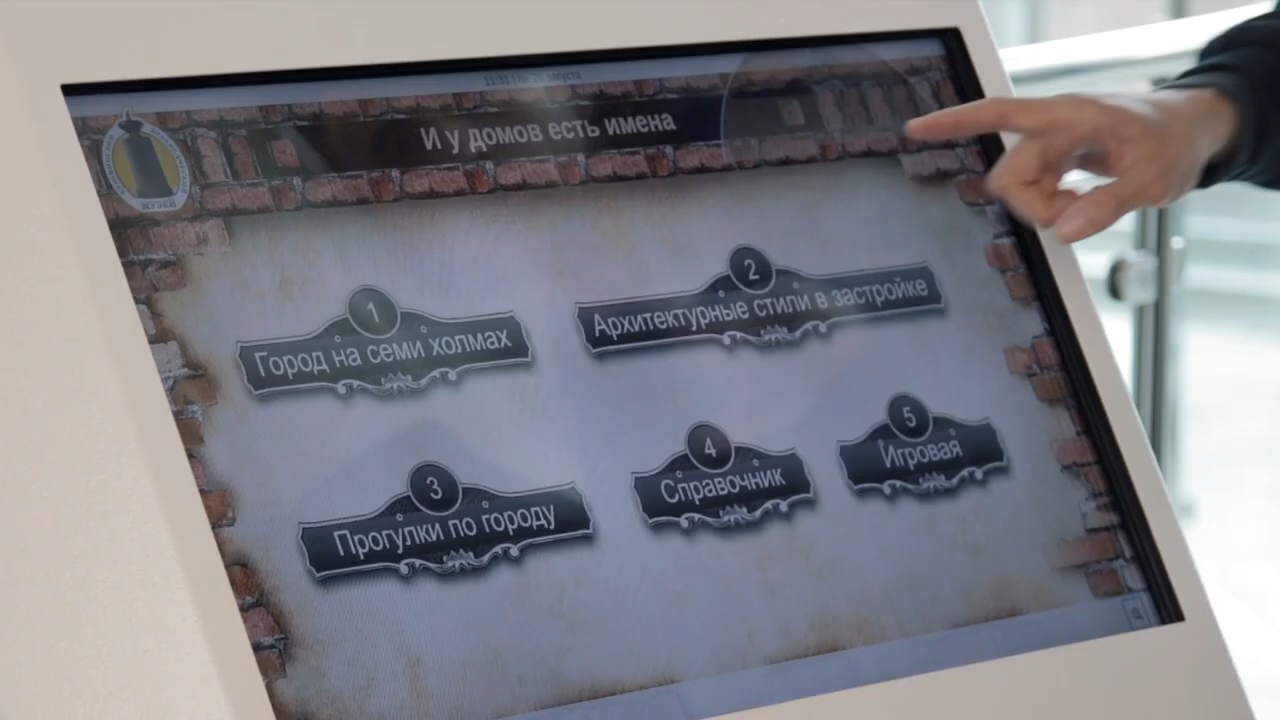 И у домов есть имена
1
Город на семи холмах
2
Архитектурные стили в застройке
3
Прогулки по городу
4
Справочник
5
Игровая